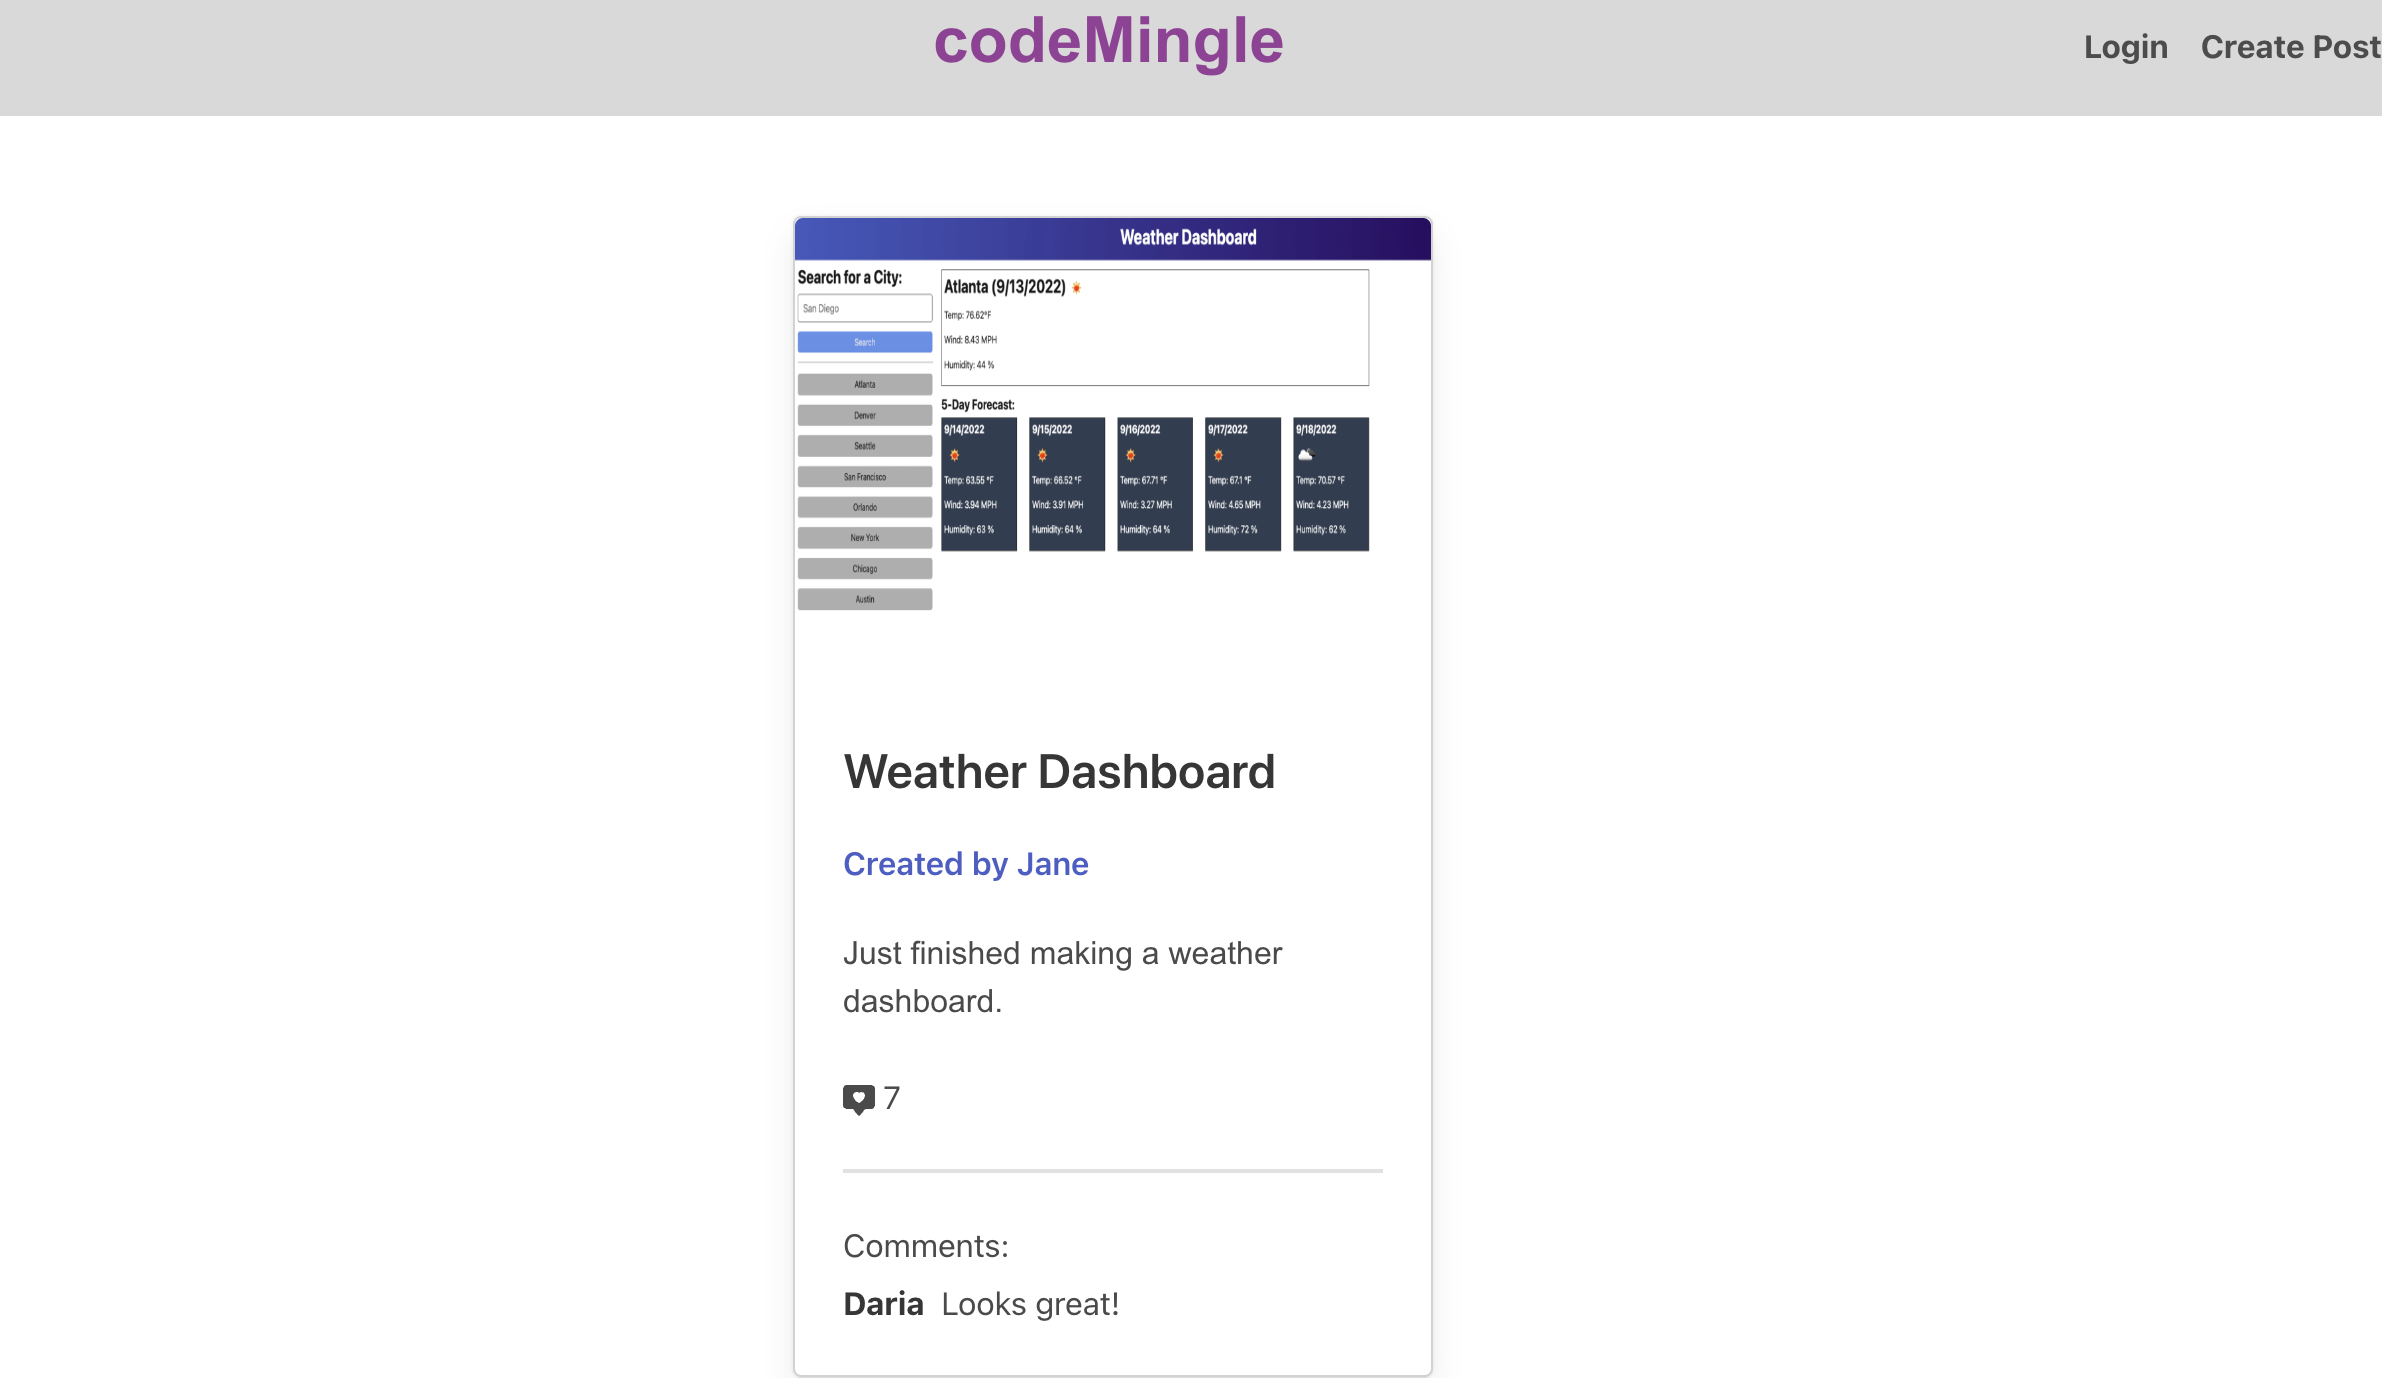 codeMingle
Login Create Post
Weather Dashboard
Search for a City:
San Diego
Search
Atlanta
Denver
Seattle
San Francisco
Orlando
New York
Chicago
Austin
Atlanta (9/13/2022)
Temp: 76.62°F
Wind: 8.43 MPH
Humidity: 44 %
5-Day Forecast:
9/14/2022
Temp: 63.55 °F
Wind: 3.94 MPH
Humidity: 63 %
9/15/2022
Temp: 66.52 °F
Wind: 3.91 MPH
Humidity: 64 %
9/16/2022
Temp: 67.71 °F
Wind: 3.27 MPH
Humidity: 64 %
9/17/2022
Temp: 67.1 °F
Wind: 4.65 MPH
Humidity: 72 %
9/18/2022
Temp: 70.57 °F
Wind: 4.23 MPH
Humidity: 62 %
Weather Dashboard
Created by Jane
Just finished making a weather
dashboard.
7
Comments:
Daria Looks great!